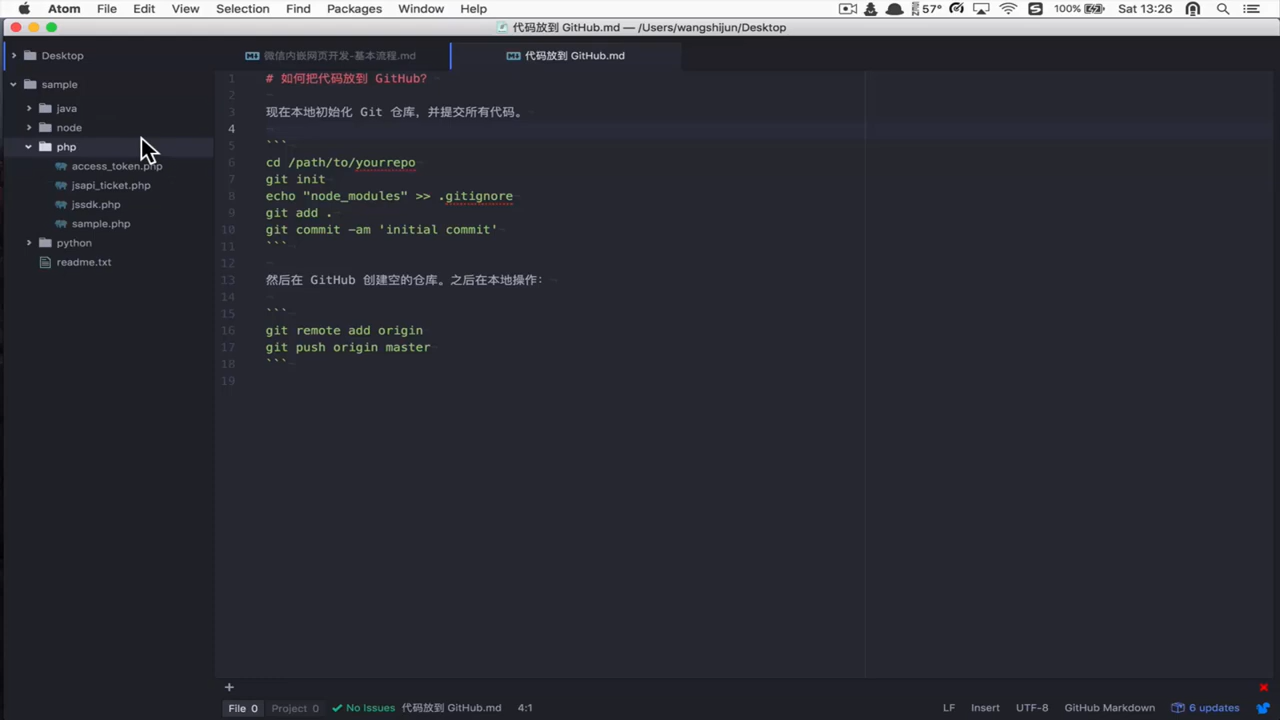 Atom File Edit View Selection Find Packages Window Help 57° 100% Sat 13:26
代码放到 GitHub.md — /Users/wangshijun/Desktop
Desktop
微信内嵌网页开发-基本流程.md
代码放到 GitHub.md
sample
java
node
php
access_token.php
jsapi_ticket.php
jssdk.php
sample.php
python
readme.txt
1 # 如何把代码放到 GitHub?
2
3 现在本地初始化 Git 仓库，并提交所有代码。
4
5 ```
6 cd /path/to/yourrepo
7 git init
8 echo "node_modules" >> .gitignore
9 git add .
10 git commit -am 'initial commit'
11 ```
12
13 然后在 GitHub 创建空的仓库。之后在本地操作：
14
15 ```
16 git remote add origin
17 git push origin master
18 ```
19
File 0 Project 0 No Issues 代码放到 GitHub.md 4:1 LF Insert UTF-8 GitHub Markdown 6 updates